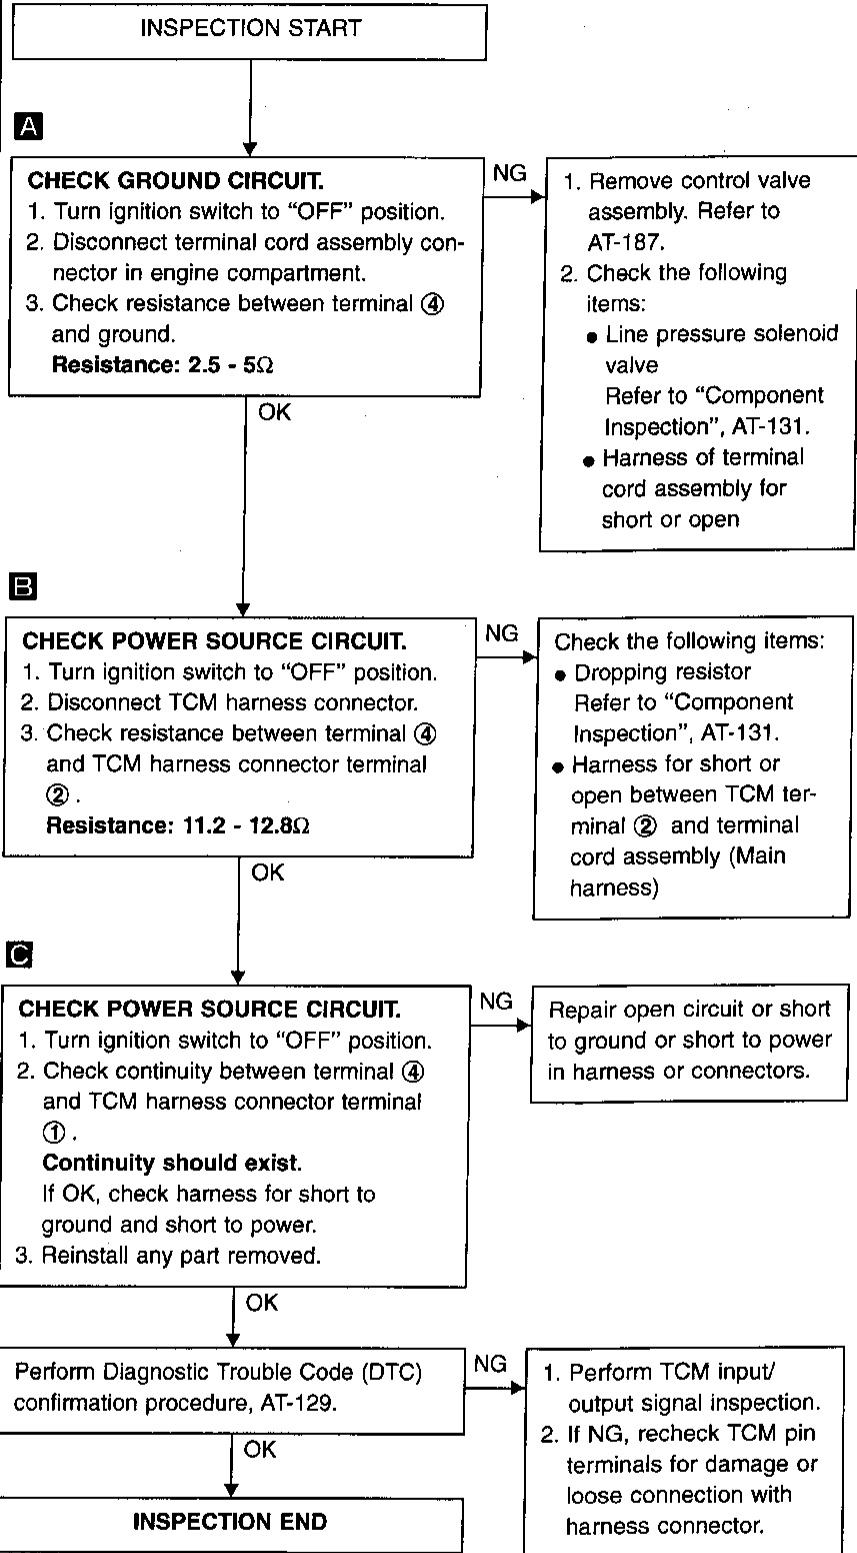 INSPECTION START
A
CHECK GROUND CIRCUIT.
1. Turn ignition switch to “OFF” position.
2. Disconnect terminal cord assembly con-
nector in engine compartment.
3. Check resistance between terminal ④
and ground.
Resistance: 2.5 - 5Ω
NG
1. Remove control valve
assembly. Refer to
AT-187.
2. Check the following
items:
● Line pressure solenoid
valve
Refer to “Component
Inspection”, AT-131.
● Harness of terminal
cord assembly for
short or open
OK
B
CHECK POWER SOURCE CIRCUIT.
1. Turn ignition switch to “OFF” position.
2. Disconnect TCM harness connector.
3. Check resistance between terminal ④
and TCM harness connector terminal
②.
Resistance: 11.2 - 12.8Ω
NG
Check the following items:
● Dropping resistor
Refer to “Component
Inspection”, AT-131.
● Harness for short or
open between TCM ter-
minal ② and terminal
cord assembly (Main
harness)
OK
C
CHECK POWER SOURCE CIRCUIT.
1. Turn ignition switch to “OFF” position.
2. Check continuity between terminal ④
and TCM harness connector terminal
①.
Continuity should exist.
If OK, check harness for short to
ground and short to power.
3. Reinstall any part removed.
NG
Repair open circuit or short
to ground or short to power
in harness or connectors.
OK
Perform Diagnostic Trouble Code (DTC)
confirmation procedure, AT-129.
NG
1. Perform TCM input/
output signal inspection.
2. If NG, recheck TCM pin
terminals for damage or
loose connection with
harness connector.
OK
INSPECTION END